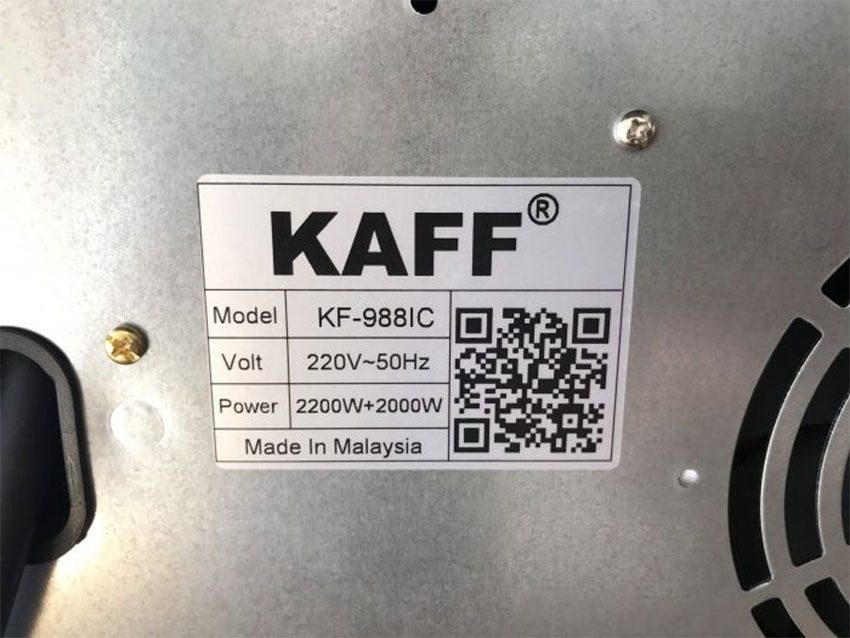 KAFF®
Model KF-988IC
Volt 220V~50Hz
Power 2200W+2000W
Made In Malaysia